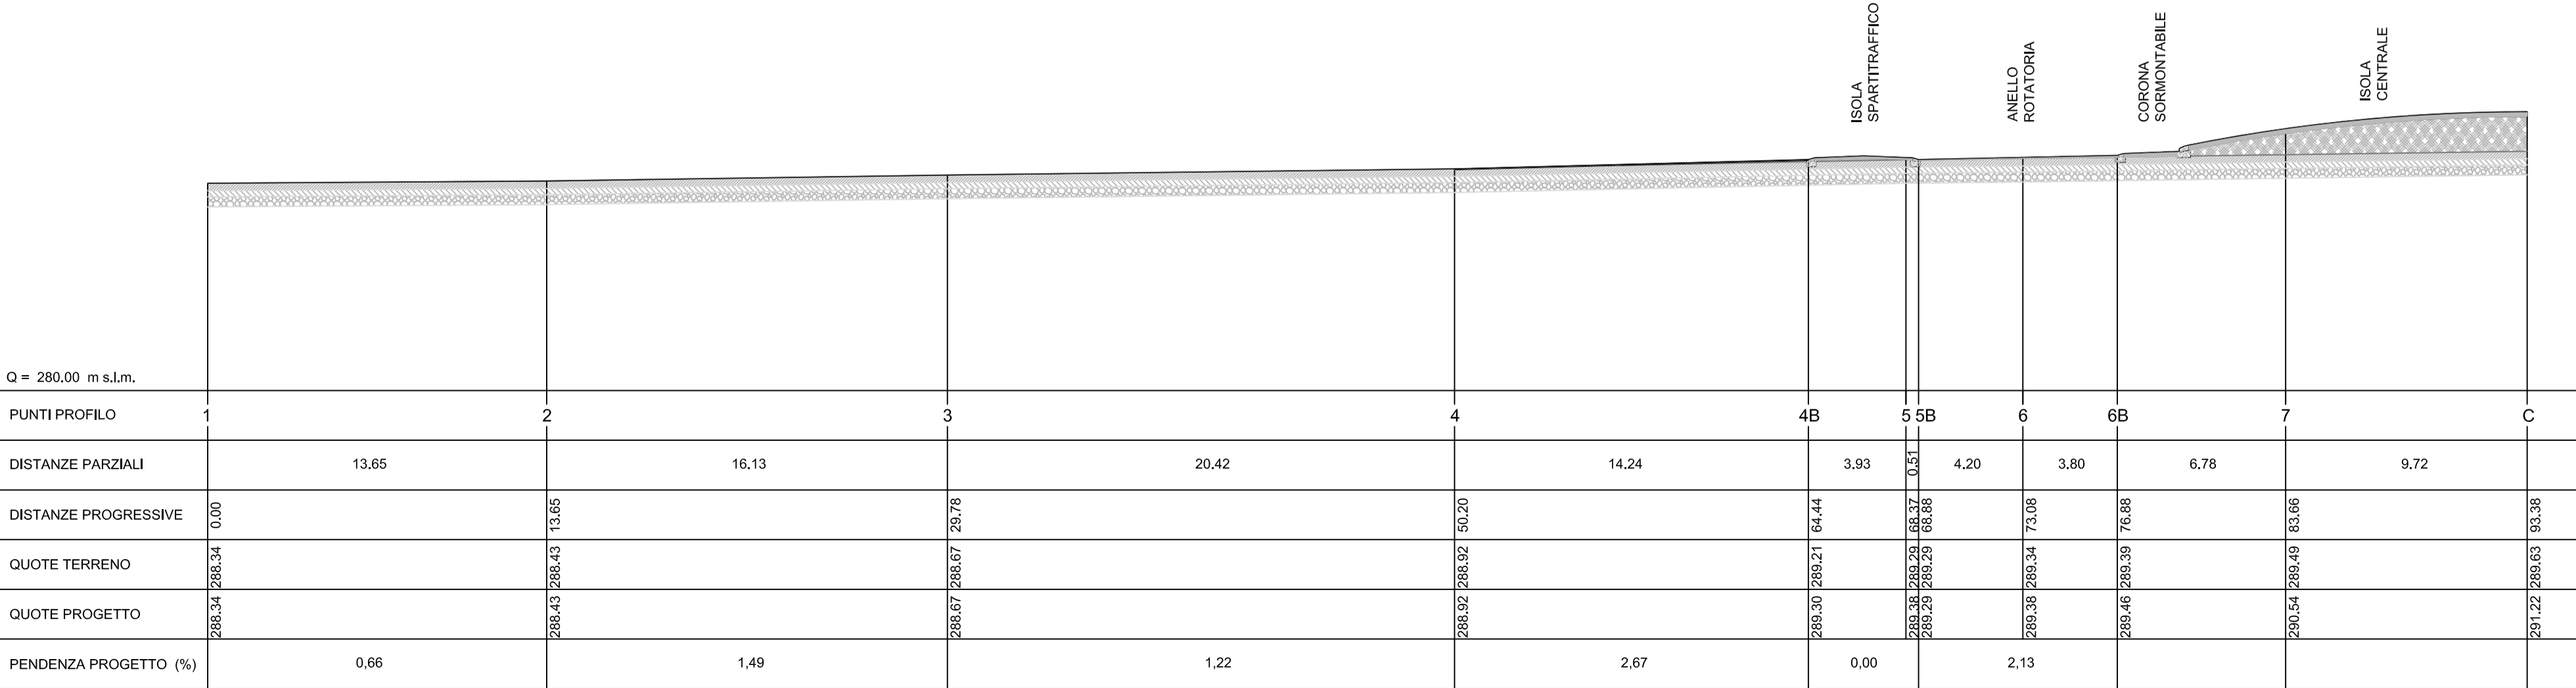 ISOLA
SPARTITRAFFICO
ANELLO
ROTATORIA
CORONA
SORMONTABILE
ISOLA
CENTRALE
Q = 280.00 m s.l.m.
PUNTI PROFILO 1 2 3 4 4B 5 5B 6 6B 7 C
DISTANZE PARZIALI 13.65 16.13 20.42 14.24 3.93 0.51 4.20 3.80 6.78 9.72
DISTANZE PROGRESSIVE 0.00 13.65 29.78 50.20 64.44 68.37 68.88 73.08 76.88 83.66 93.38
QUOTE TERRENO 288.34 288.43 288.67 288.92 289.21 289.29 289.29 289.34 289.39 289.49 289.63
QUOTE PROGETTO 288.34 288.43 288.67 288.92 289.30 289.38 289.29 289.38 289.46 290.54 291.22
PENDENZA PROGETTO (%) 0,66 1,49 1,22 2,67 0,00 2,13